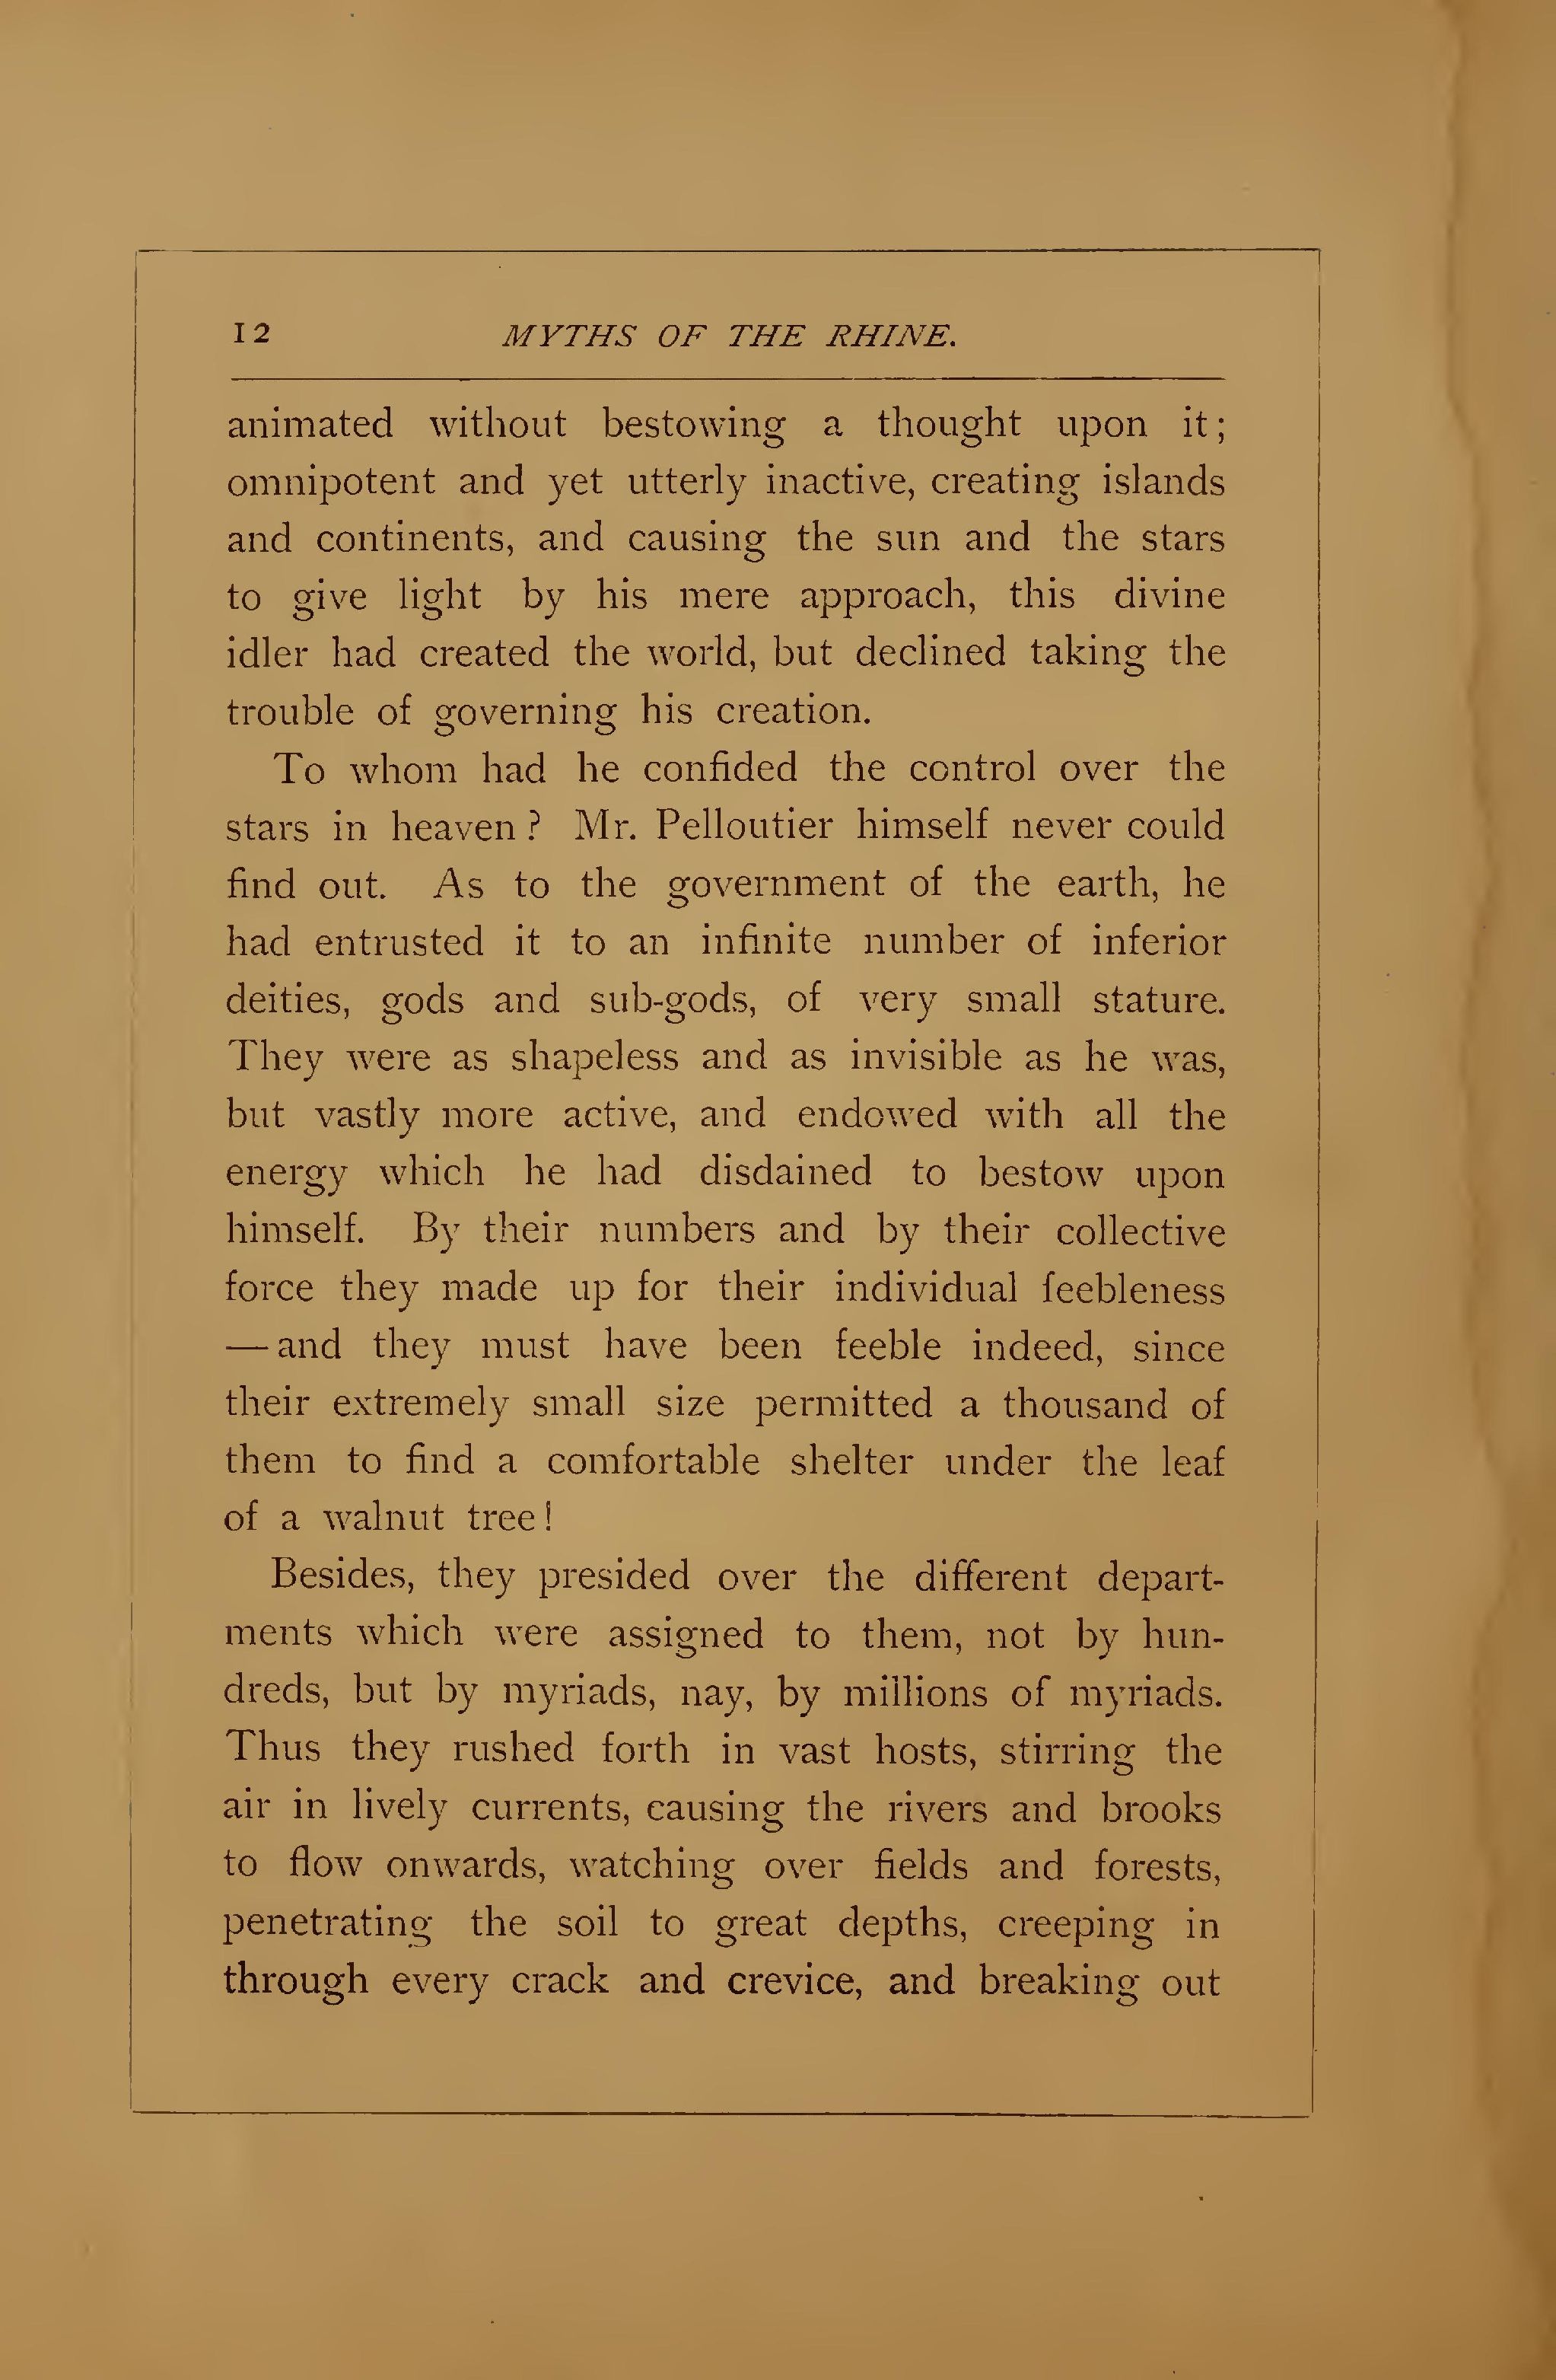 12 MYTHS OF THE RHINE.
animated without bestowing a thought upon it;
omnipotent and yet utterly inactive, creating islands
and continents, and causing the sun and the stars
to give light by his mere approach, this divine
idler had created the world, but declined taking the
trouble of governing his creation.
To whom had he confided the control over the
stars in heaven? Mr. Pelloutier himself never could
find out. As to the government of the earth, he
had entrusted it to an infinite number of inferior
deities, gods and sub-gods, of very small stature.
They were as shapeless and as invisible as he was,
but vastly more active, and endowed with all the
energy which he had disdained to bestow upon
himself. By their numbers and by their collective
force they made up for their individual feebleness
—and they must have been feeble indeed, since
their extremely small size permitted a thousand of
them to find a comfortable shelter under the leaf
of a walnut tree!
Besides, they presided over the different depart-
ments which were assigned to them, not by hun-
dreds, but by myriads, nay, by millions of myriads.
Thus they rushed forth in vast hosts, stirring the
air in lively currents, causing the rivers and brooks
to flow onwards, watching over fields and forests,
penetrating the soil to great depths, creeping in
through every crack and crevice, and breaking out